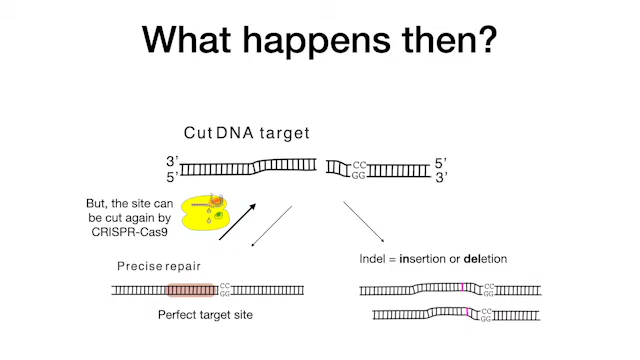 What happens then?
Cut DNA target
3' CC 5'
5' GG 3'
But, the site can
be cut again by
CRISPR-Cas9
Indel = insertion or deletion
Precise repair
CC
GG
Perfect target site
CC
GG
CC
GG